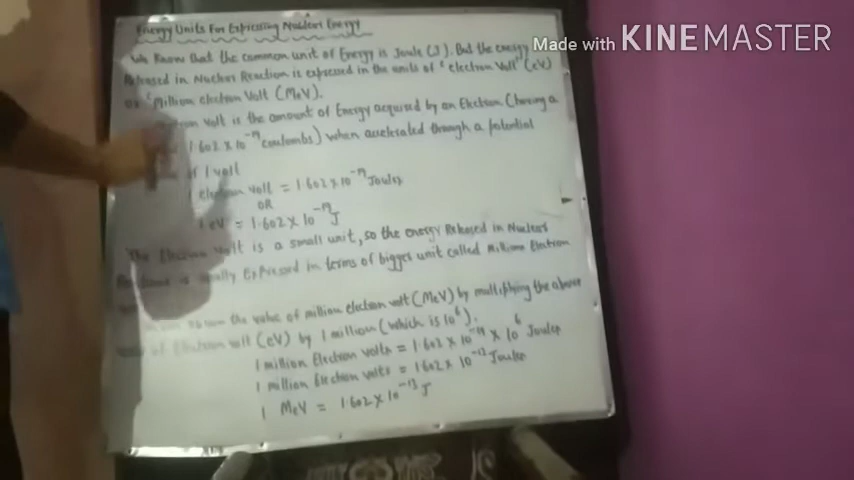 Energy Units For Expressing Nuclear Energy
Made with KINEMASTER
We know that the common unit of Energy is Joule (J). But the energy
Released in Nuclear Reaction is expressed in the units of 'electron Volt' (eV)
or 'Million electron Volt (MeV).
Volt is the amount of Energy acquired by an Electron (having a
1.602 x 10⁻¹⁹ coulombs) when accelerated through a potential
of 1 volt
1 electron volt = 1.602 x 10⁻¹⁹ Joules
OR
1 eV = 1.602 x 10⁻¹⁹ J
The Electron Volt is a small unit, so the energy Released in Nuclear
is usually Expressed in terms of bigger unit called Million Electron
the value of million electron volt (MeV) by multiplying the above
of Electron volt (eV) by 1 million (which is 10⁶).
1 million Electron volts = 1.602 x 10⁻¹⁹ x 10⁶ Joules
1 million Electron volts = 1.602 x 10⁻¹³ Joules
1 MeV = 1.602 x 10⁻¹³ J